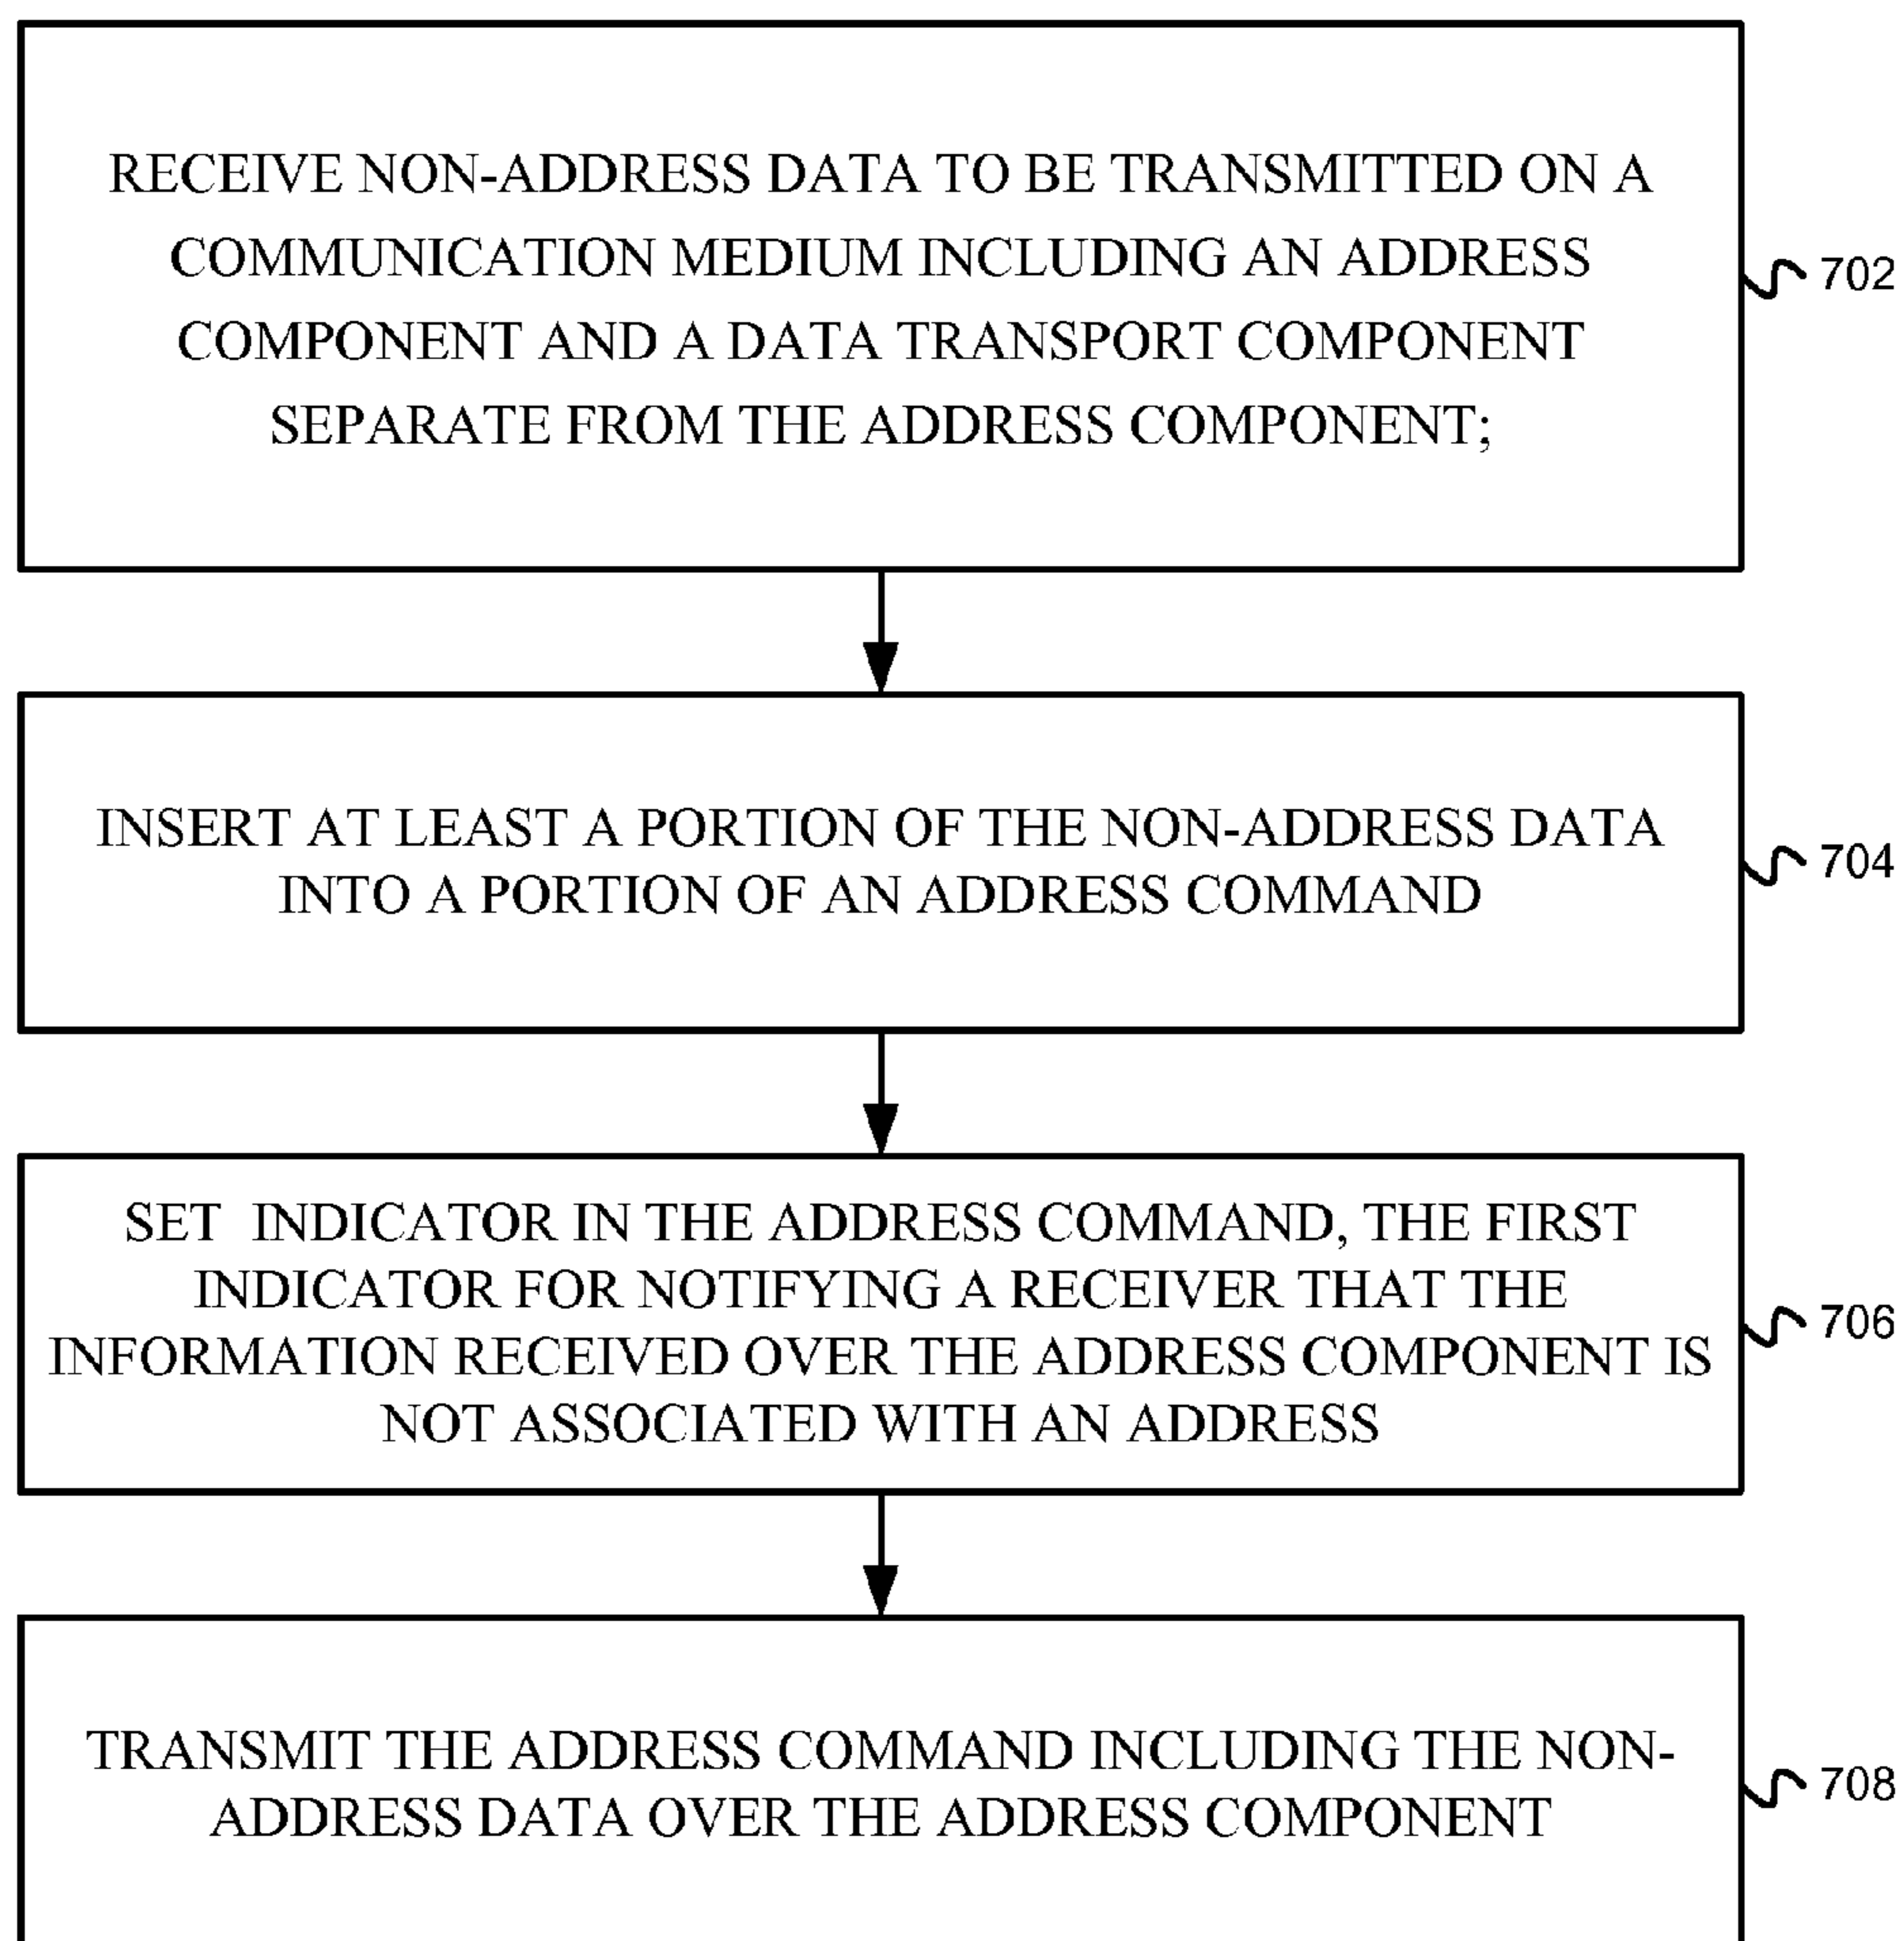 RECEIVE NON-ADDRESS DATA TO BE TRANSMITTED ON A
COMMUNICATION MEDIUM INCLUDING AN ADDRESS
COMPONENT AND A DATA TRANSPORT COMPONENT
SEPARATE FROM THE ADDRESS COMPONENT;
702
INSERT AT LEAST A PORTION OF THE NON-ADDRESS DATA
INTO A PORTION OF AN ADDRESS COMMAND
704
SET INDICATOR IN THE ADDRESS COMMAND, THE FIRST
INDICATOR FOR NOTIFYING A RECEIVER THAT THE
INFORMATION RECEIVED OVER THE ADDRESS COMPONENT IS
NOT ASSOCIATED WITH AN ADDRESS
706
TRANSMIT THE ADDRESS COMMAND INCLUDING THE NON-
ADDRESS DATA OVER THE ADDRESS COMPONENT
708